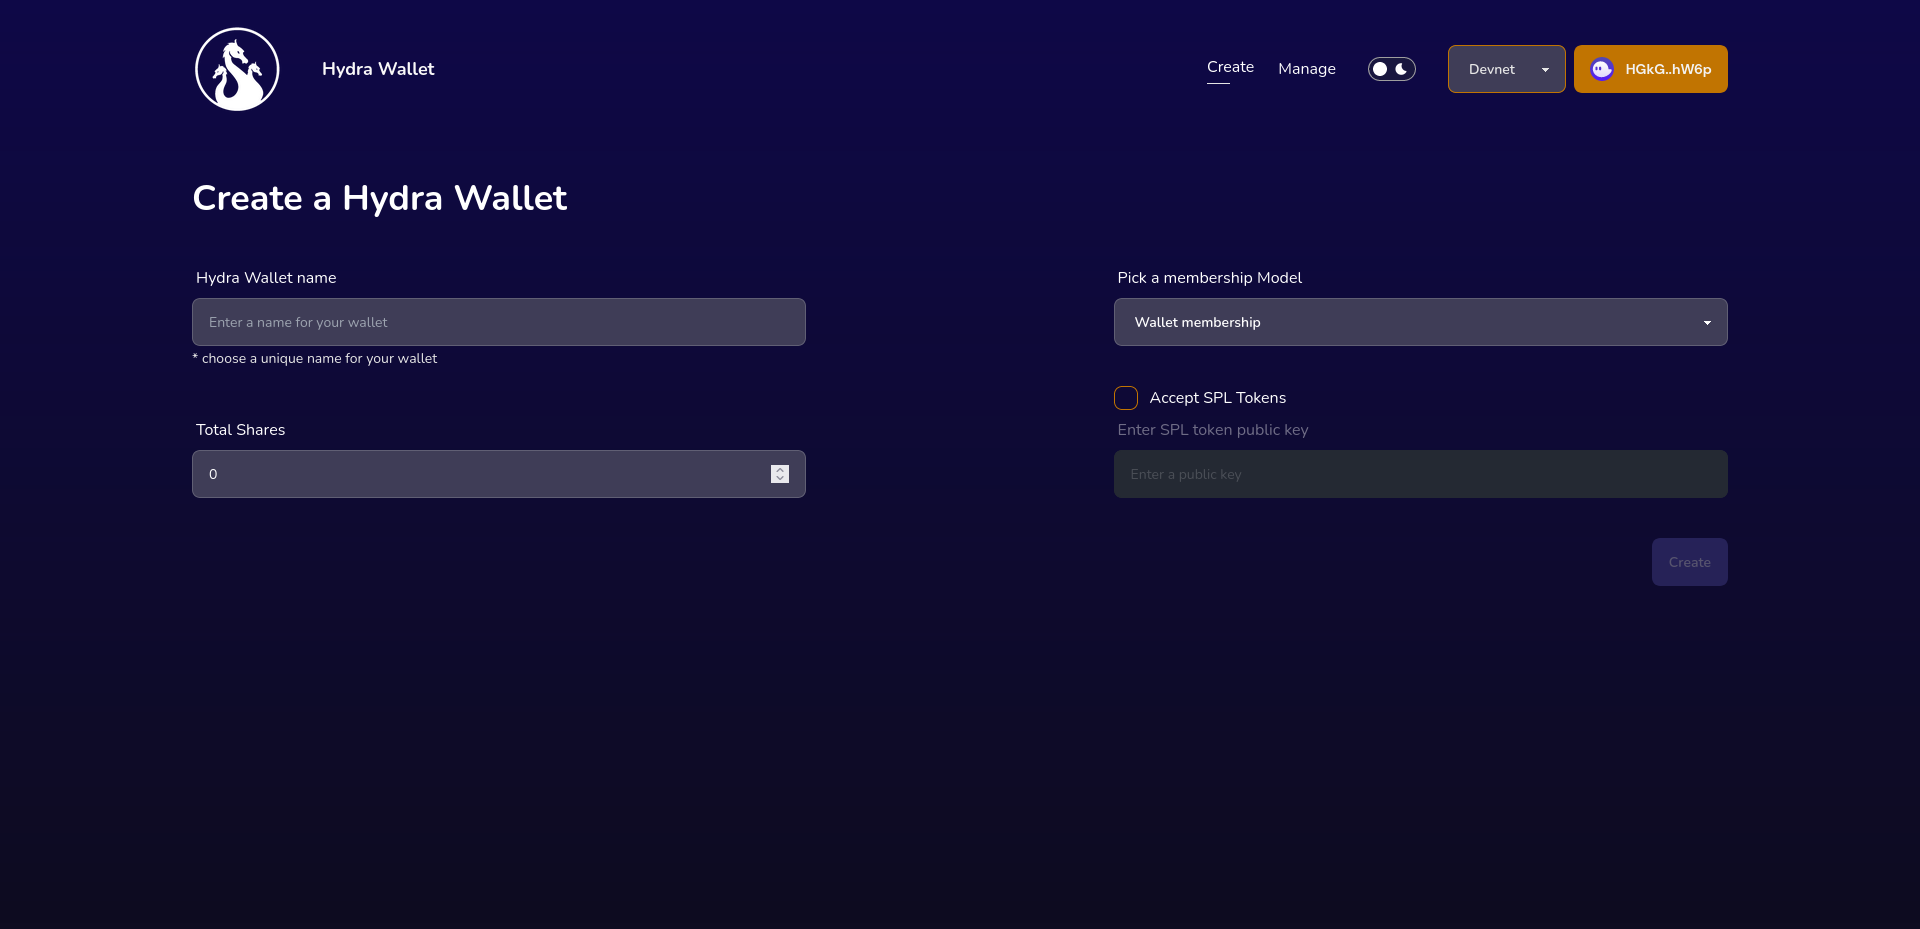 Hydra Wallet
Create
Manage
Devnet
HGkG..hW6p
Create a Hydra Wallet
Hydra Wallet name
Enter a name for your wallet
* choose a unique name for your wallet
Total Shares
0
Pick a membership Model
Wallet membership
Accept SPL Tokens
Enter SPL token public key
Enter a public key
Create